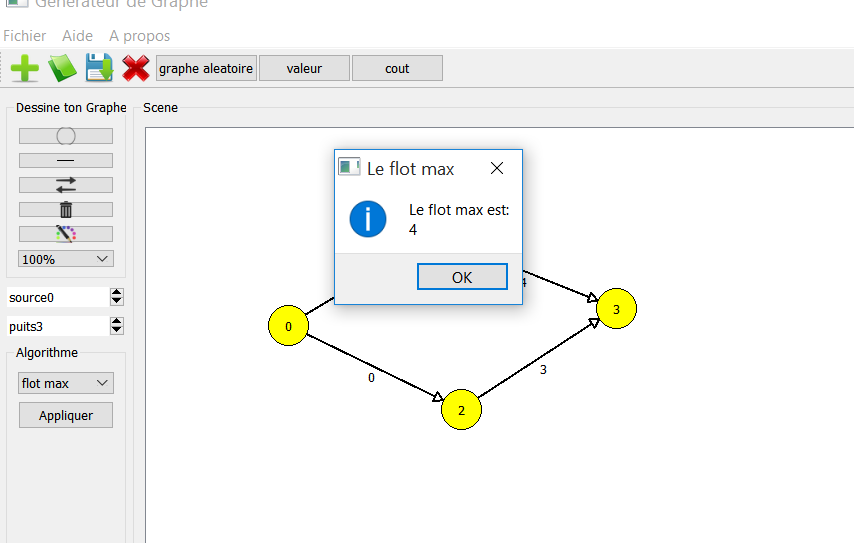 Générateur de Graphe
Fichier Aide A propos
graphe aleatoire valeur cout
Dessine ton Graphe
Scene
100%
source0
puits3
Algorithme
flot max
Appliquer
Le flot max
Le flot max est:
4
OK
4
0
3
0
2
3